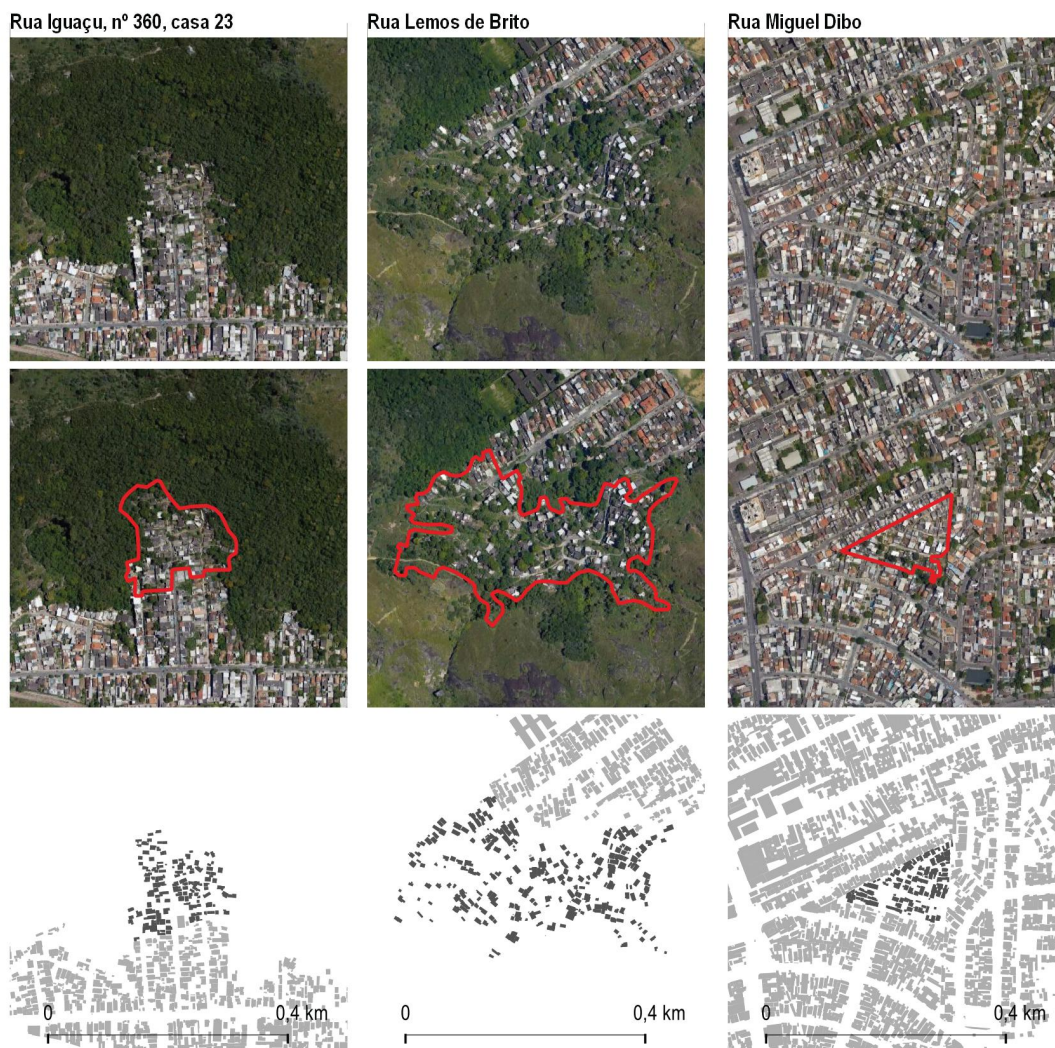 Rua Iguaçu, nº 360, casa 23
Rua Lemos de Brito
Rua Miguel Dibo
0 0,4 km
0 0,4 km
0 0,4 km